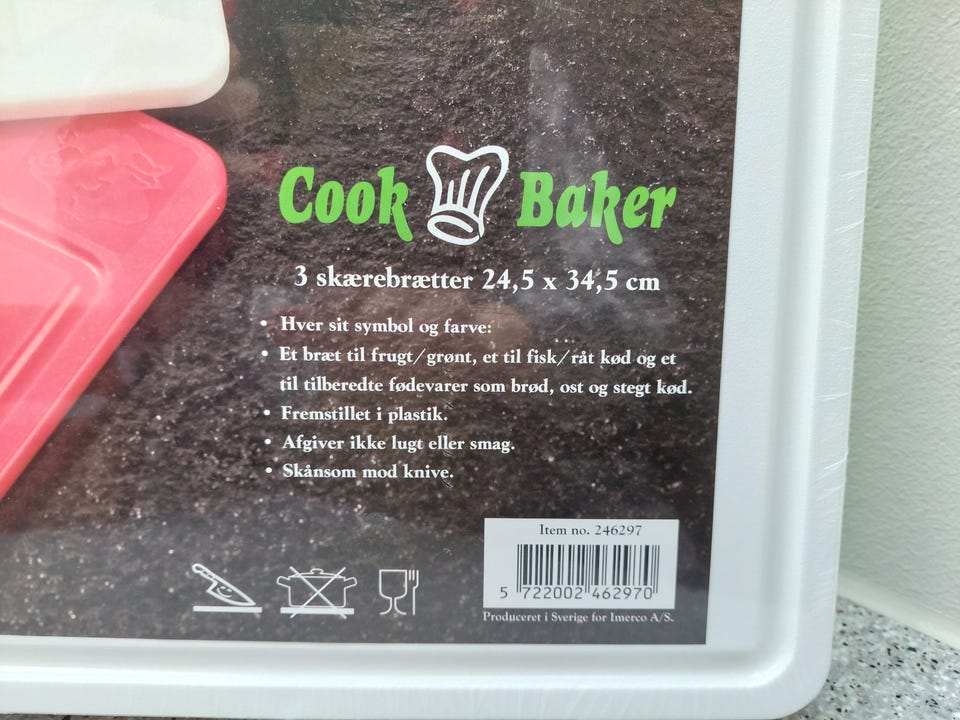 Cook Baker
3 skærebrætter 24,5 x 34,5 cm
• Hver sit symbol og farve:
• Et bræt til frugt/grønt, et til fisk/råt kød og et
til tilberedte fødevarer som brød, ost og stegt kød.
• Fremstillet i plastik.
• Afgiver ikke lugt eller smag.
• Skånsom mod knive.
Item no. 246297
5 722002 462970
Produceret i Sverige for Imerco A/S.